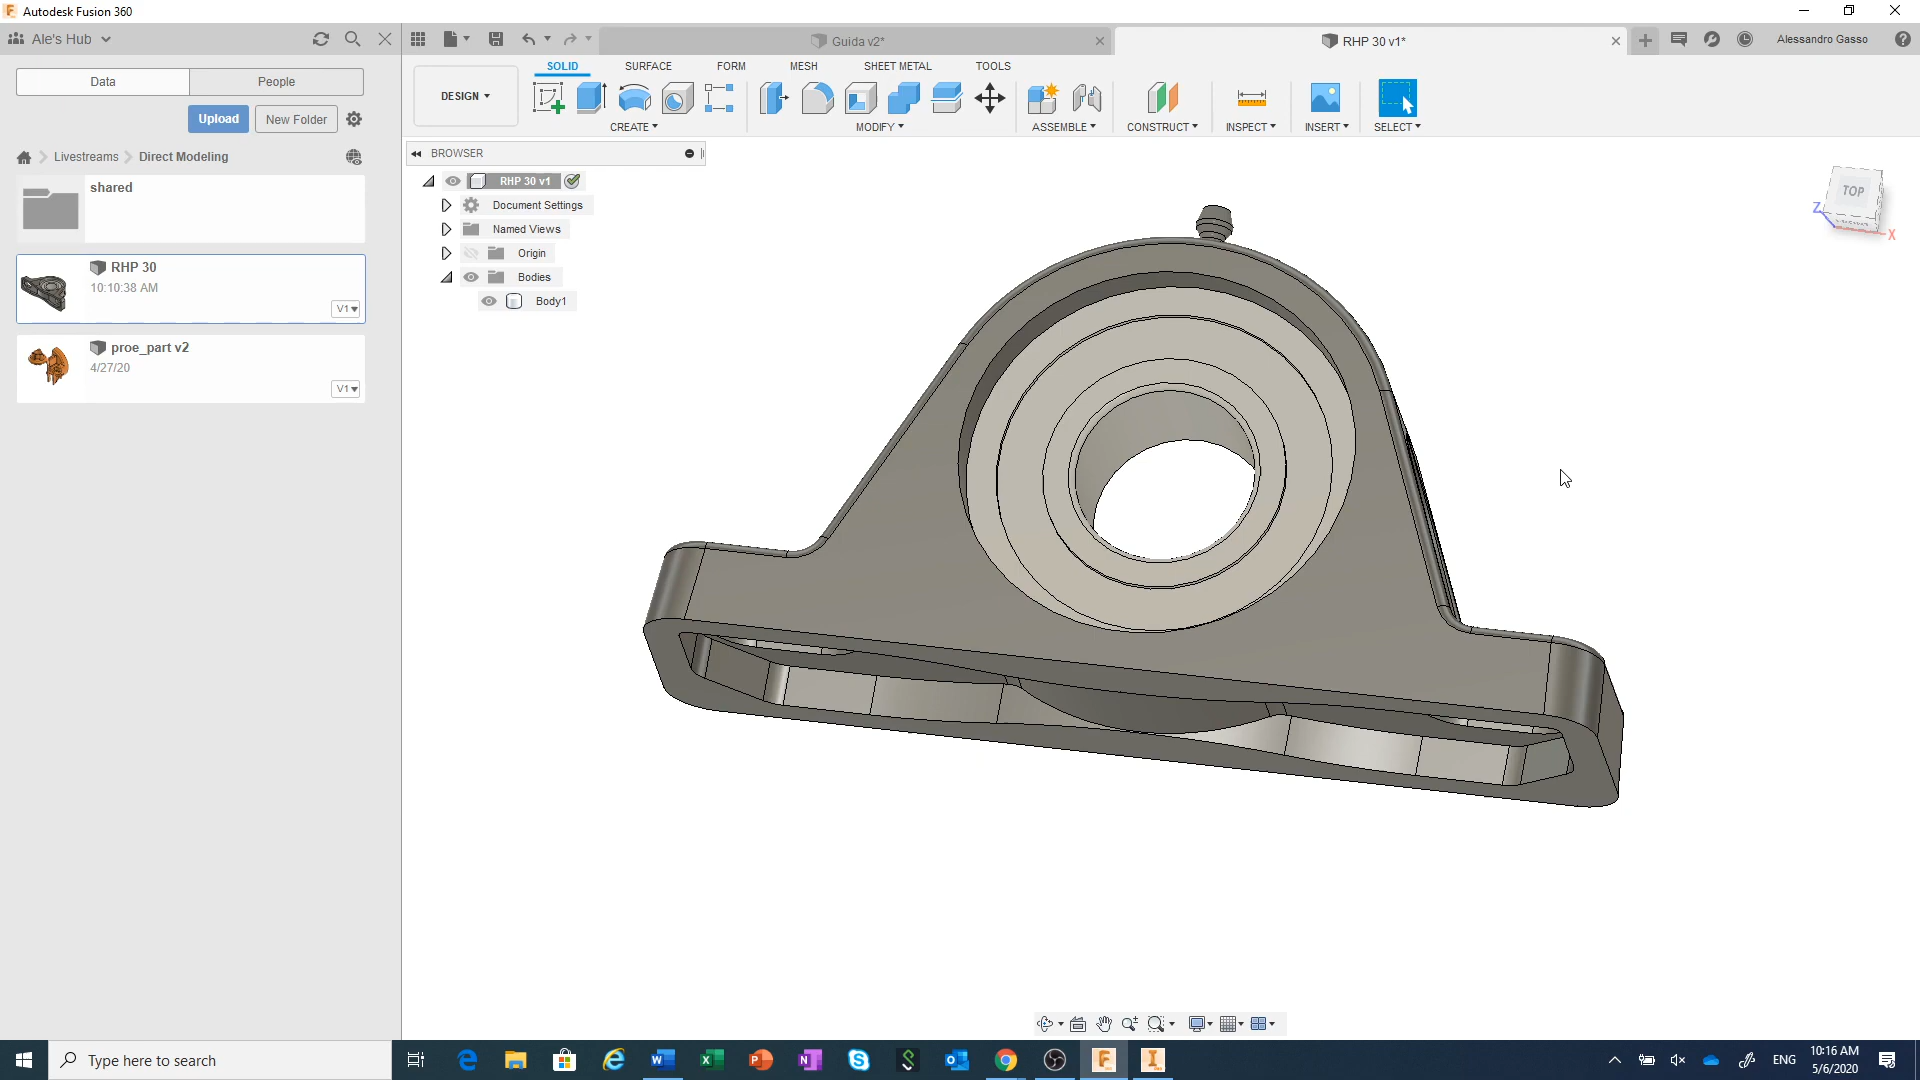 Autodesk Fusion 360
Ale's Hub
Guida v2*
RHP 30 v1*
Alessandro Gasso
Data
People
Upload
New Folder
Livestreams
Direct Modeling
shared
RHP 30
10:10:38 AM
V1
proe_part v2
4/27/20
V1
DESIGN
SOLID
SURFACE
FORM
MESH
SHEET METAL
TOOLS
CREATE
MODIFY
ASSEMBLE
CONSTRUCT
INSPECT
INSERT
SELECT
BROWSER
RHP 30 v1
Document Settings
Named Views
Origin
Bodies
Body1
TOP
Z
X
Type here to search
ENG
10:16 AM
5/6/2020